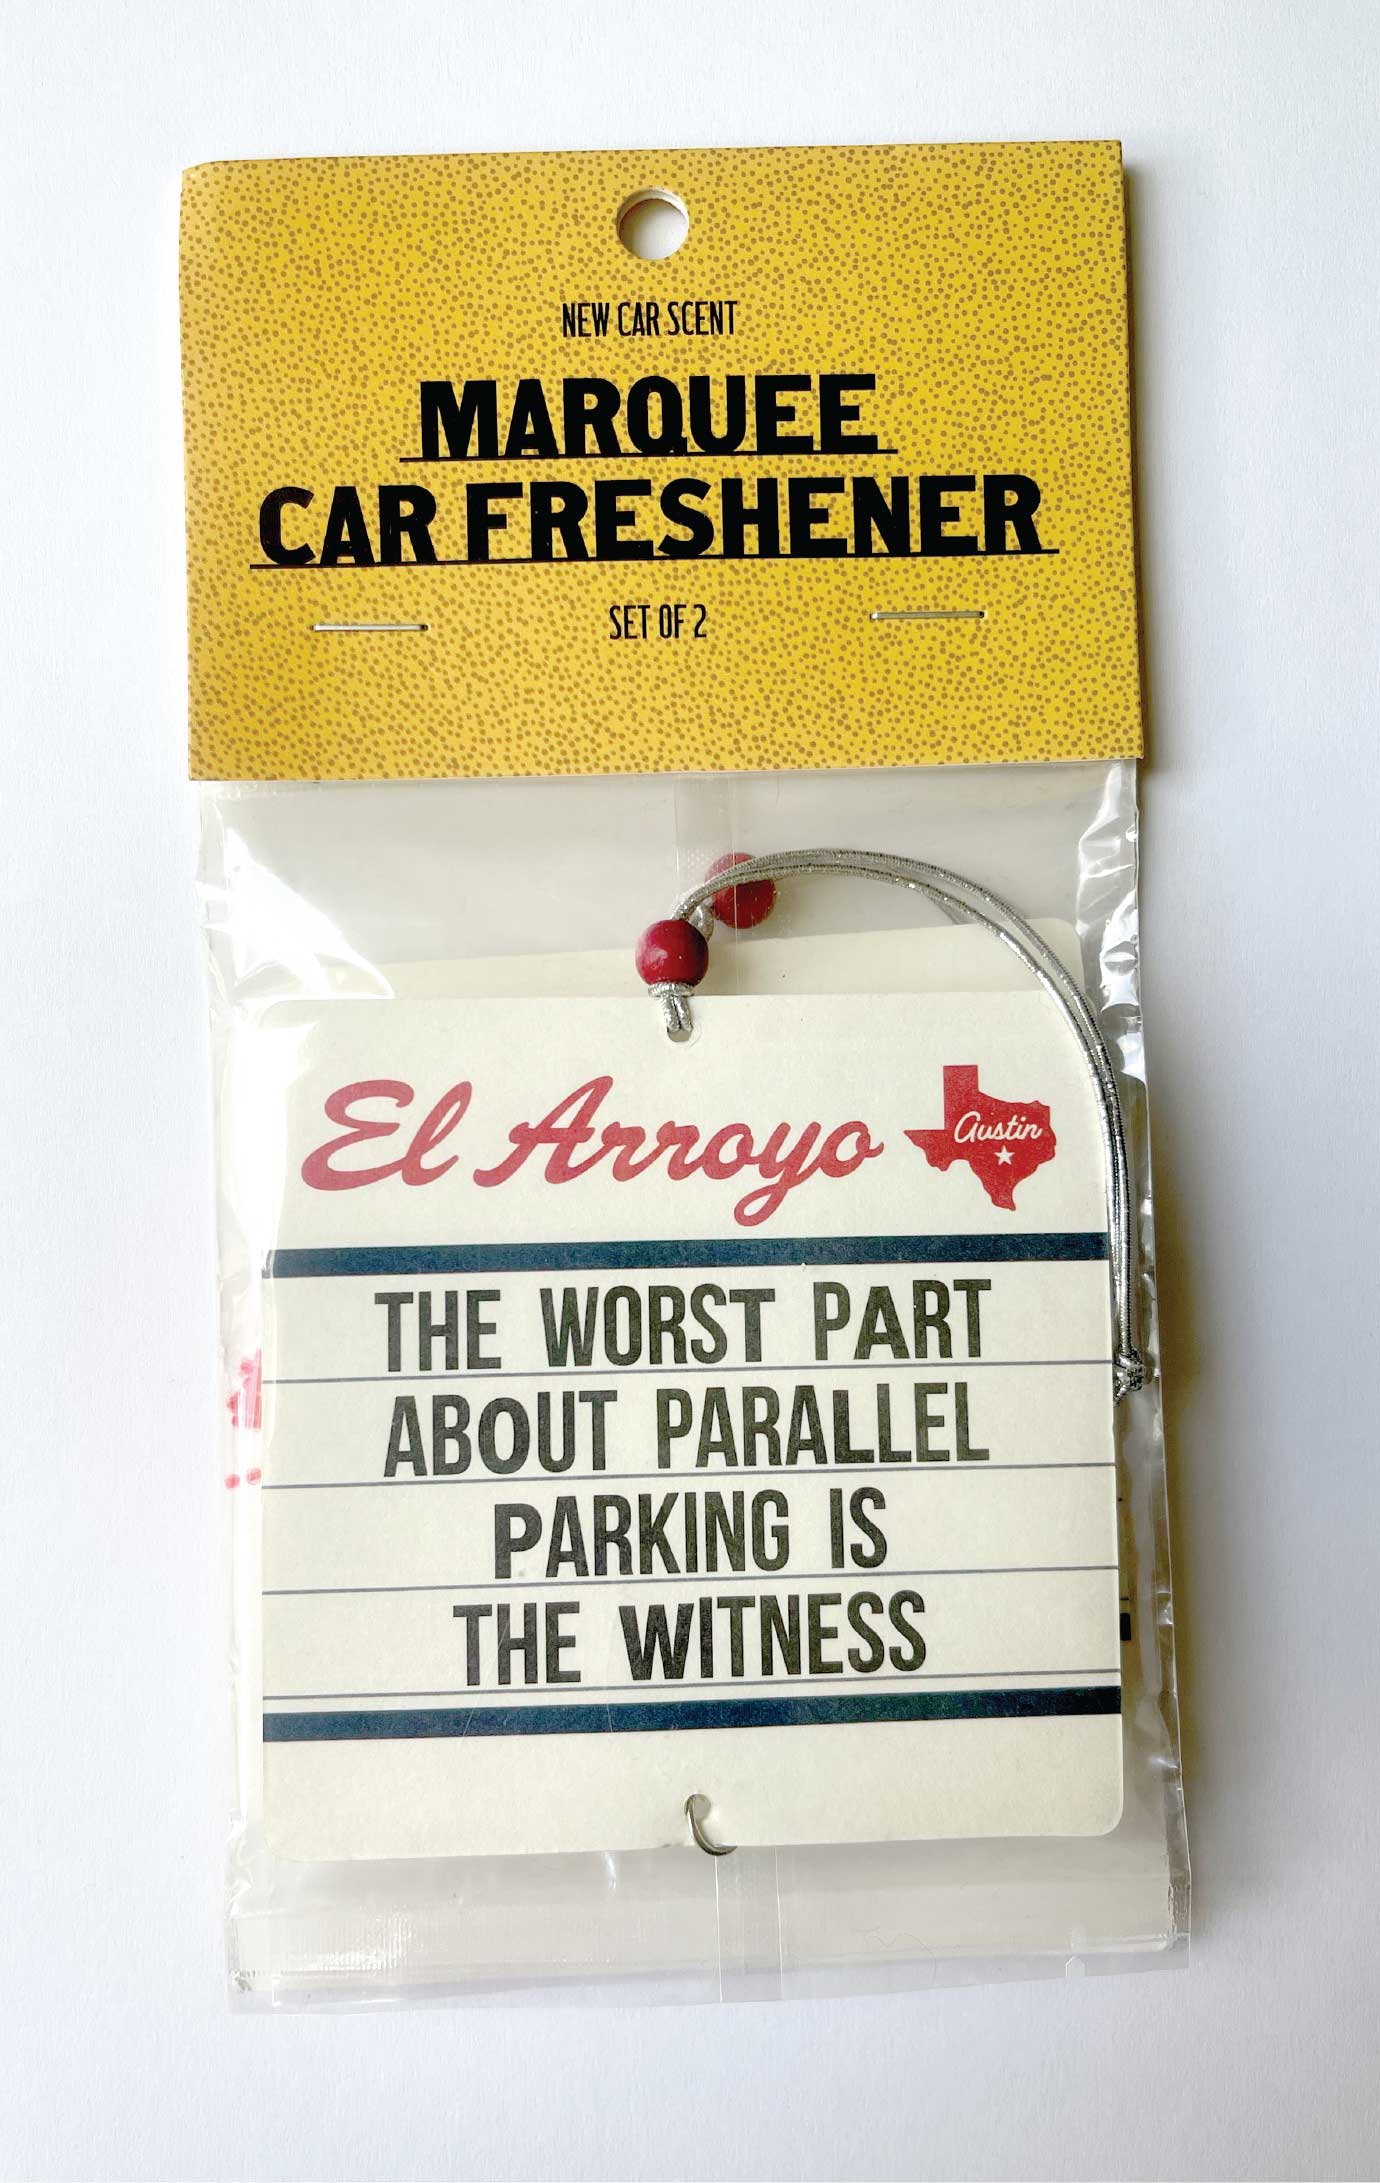 NEW CAR SCENT
MARQUEE
CAR FRESHENER
SET OF 2
El Arroyo
Austin
THE WORST PART
ABOUT PARALLEL
PARKING IS
THE WITNESS